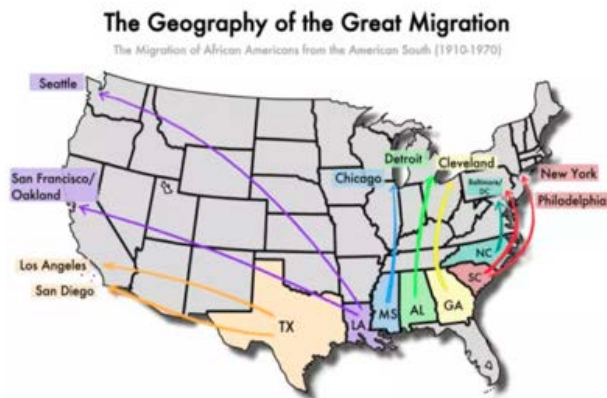 The Geography of the Great Migration
The Migration of African Americans from the American South (1910-1970)
Seattle
San Francisco/
Oakland
Los Angeles
San Diego
Chicago
Detroit
Cleveland
Baltimore/
DC
New York
Philadelphia
NC
SC
TX
LA
MS
AL
GA